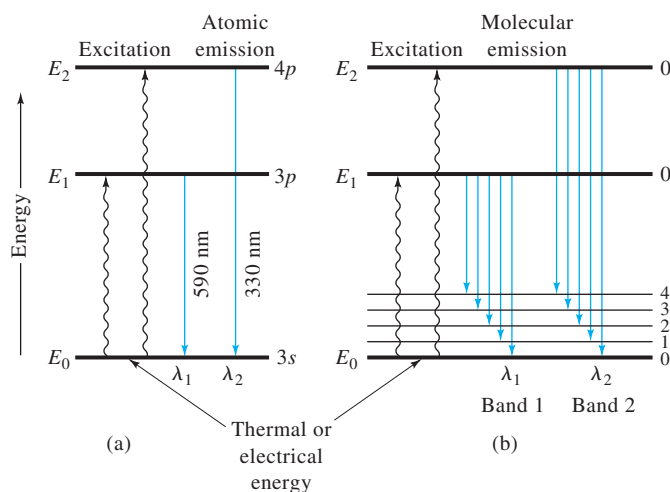 Atomic
Excitation emission
E₂ 4p
E₁ 3p
Energy
590 nm
330 nm
E₀ 3s
λ₁ λ₂
(a)
Thermal or
electrical
energy
Molecular
Excitation emission
E₂ 0
E₁ 0
4
3
2
1
E₀ 0
λ₁ λ₂
Band 1 Band 2
(b)